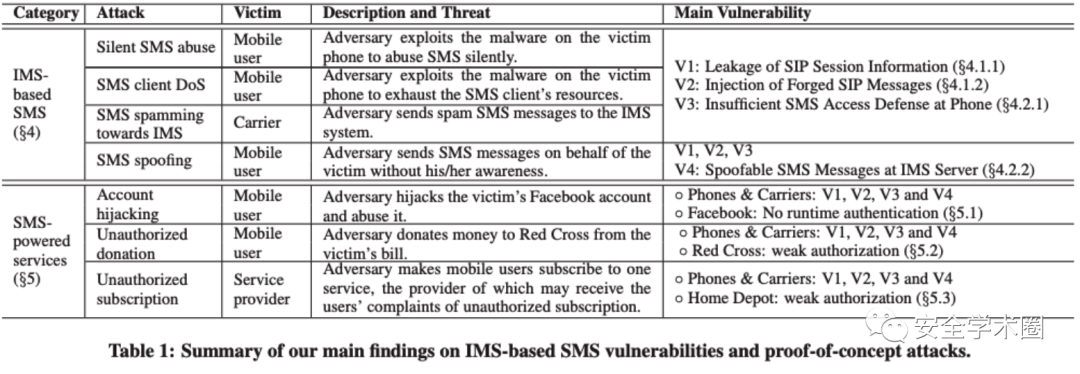 Category Attack Victim Description and Threat Main Vulnerability
IMS-based SMS (§4)
Silent SMS abuse
Mobile user
Adversary exploits the malware on the victim
phone to abuse SMS silently.
SMS client DoS
Mobile user
Adversary exploits the malware on the victim
phone to exhaust the SMS client's resources.
SMS spamming
towards IMS
Carrier
Adversary sends spam SMS messages to the IMS
system.
V1: Leakage of SIP Session Information (§4.1.1)
V2: Injection of Forged SIP Messages (§4.1.2)
V3: Insufficient SMS Access Defense at Phone (§4.2.1)
SMS spoofing
Mobile
user
Adversary sends SMS messages on behalf of the
victim without his/her awareness.
V1, V2, V3
V4: Spoofable SMS Messages at IMS Server (§4.2.2)
SMS-
powered
services
(§5)
Account
hijacking
Mobile
user
Adversary hijacks the victim's Facebook account
and abuse it.
○ Phones & Carriers: V1, V2, V3 and V4
○ Facebook: No runtime authentication (§5.1)
Unauthorized
donation
Mobile
user
Adversary donates money to Red Cross from the
victim's bill.
○ Phones & Carriers: V1, V2, V3 and V4
○ Red Cross: weak authorization (§5.2)
Unauthorized
subscription
Service
provider
Adversary makes mobile users subscribe to one
service, the provider of which may receive the
users' complaints of unauthorized subscription.
○ Phones & Carriers: V1, V2, V3 and V4
○ Home Depot: weak authorization (§5.3)
安全学术圈
Table 1: Summary of our main findings on IMS-based SMS vulnerabilities and proof-of-concept attacks.